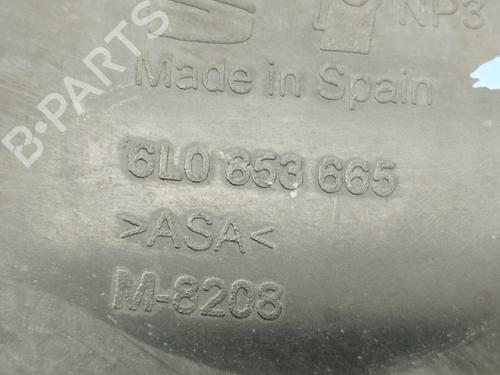 NP3
Made in Spain
6L0 853 665
>ASA<
M-8208
B-PARTS